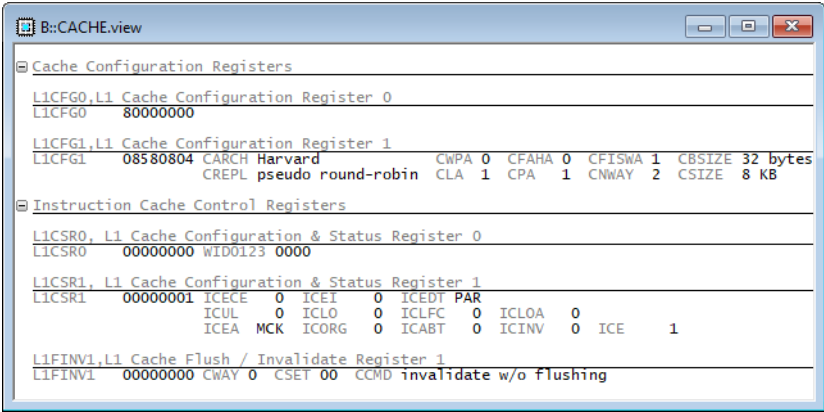 B::CACHE.view
Cache Configuration Registers
L1CFG0,L1 Cache Configuration Register 0
L1CFG0 80000000
L1CFG1,L1 Cache Configuration Register 1
L1CFG1 08580804 CARCH Harvard CWPA 0 CFAHA 0 CFISWA 1 CBSIZE 32 bytes
CREPL pseudo round-robin CLA 1 CPA 1 CNWAY 2 CSIZE 8 KB
Instruction Cache Control Registers
L1CSR0, L1 Cache Configuration & Status Register 0
L1CSR0 00000000 WID0123 0000
L1CSR1, L1 Cache Configuration & Status Register 1
L1CSR1 00000001 ICECE 0 ICEI 0 ICEDT PAR
ICUL 0 ICLO 0 ICLFC 0 ICLOA 0
ICEA MCK ICORG 0 ICABT 0 ICINV 0 ICE 1
L1FINV1,L1 Cache Flush / Invalidate Register 1
L1FINV1 00000000 CWAY 0 CSET 00 CCMD invalidate w/o flushing